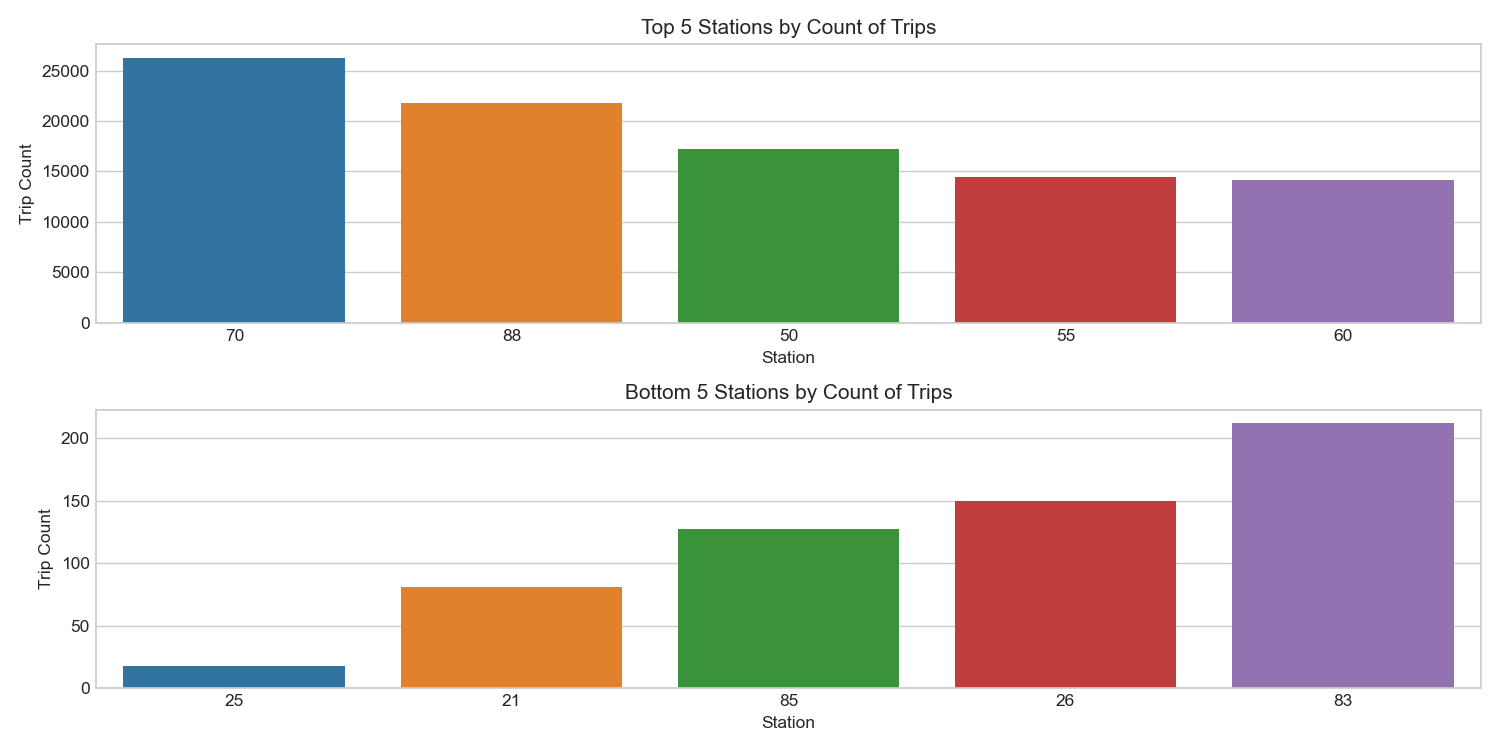 Top 5 Stations by Count of Trips
25000
20000
15000
10000
5000
0
Trip Count
70 88 50 55 60
Station
Bottom 5 Stations by Count of Trips
200
150
100
50
0
Trip Count
25 21 85 26 83
Station